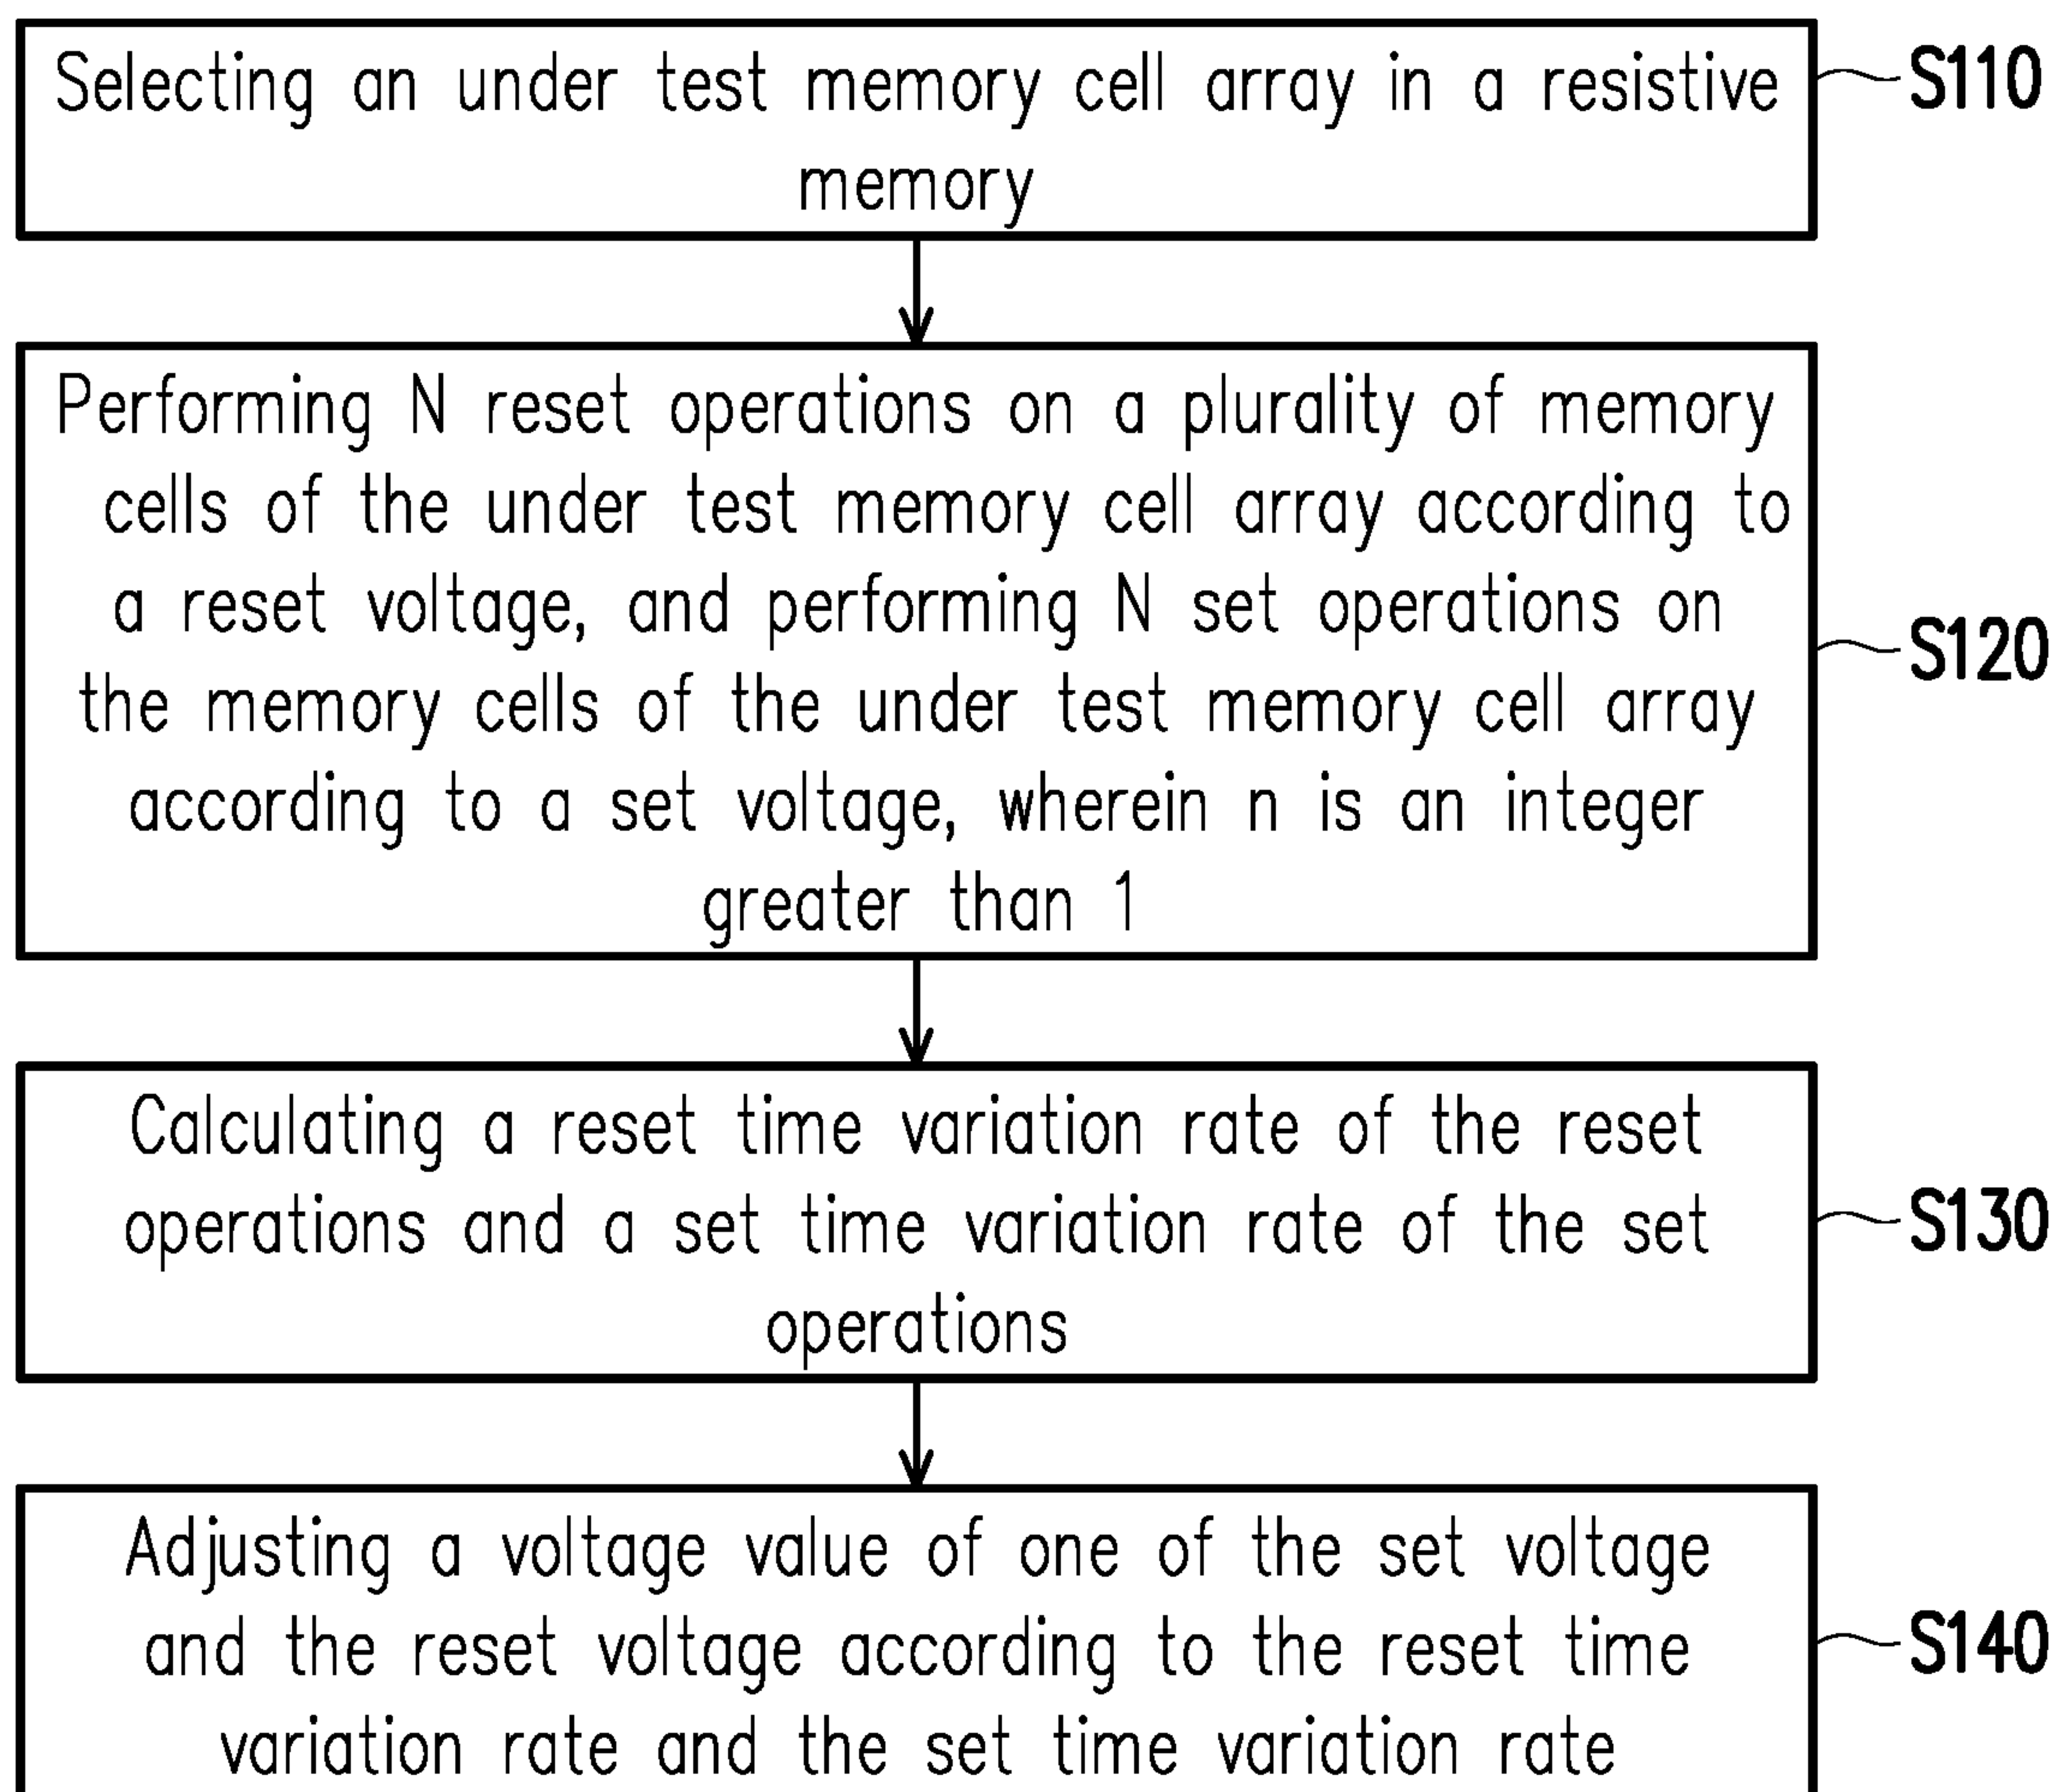 Selecting an under test memory cell array in a resistive
memory
S110
Performing N reset operations on a plurality of memory
cells of the under test memory cell array according to
a reset voltage, and performing N set operations on
the memory cells of the under test memory cell array
according to a set voltage, wherein n is an integer
greater than 1
S120
Calculating a reset time variation rate of the reset
operations and a set time variation rate of the set
operations
S130
Adjusting a voltage value of one of the set voltage
and the reset voltage according to the reset time
variation rate and the set time variation rate
S140